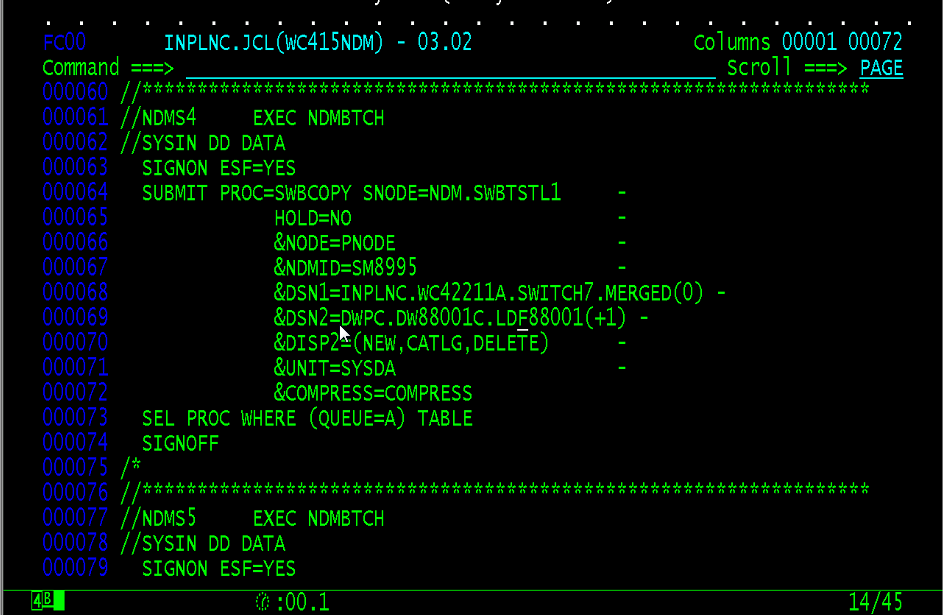 FC00 INPLNC.JCL(WC415NDM) - 03.02 Columns 00001 00072
Command ===> Scroll ===> PAGE
000060 //******************************************************************
000061 //NDMS4 EXEC NDMBTCH
000062 //SYSIN DD DATA
000063 SIGNON ESF=YES
000064 SUBMIT PROC=SWBCOPY SNODE=NDM.SWBTSTL1 -
000065 HOLD=NO -
000066 &NODE=PNODE -
000067 &NDMID=SM8995 -
000068 &DSN1=INPLNC.WC42211A.SWITCH7.MERGED(0) -
000069 &DSN2=DWPC.DW88001C.LDF88001(+1) -
000070 &DISP2=(NEW,CATLG,DELETE) -
000071 &UNIT=SYSDA -
000072 &COMPRESS=COMPRESS
000073 SEL PROC WHERE (QUEUE=A) TABLE
000074 SIGNOFF
000075 /*
000076 //******************************************************************
000077 //NDMS5 EXEC NDMBTCH
000078 //SYSIN DD DATA
000079 SIGNON ESF=YES
4B :00.1 14/45